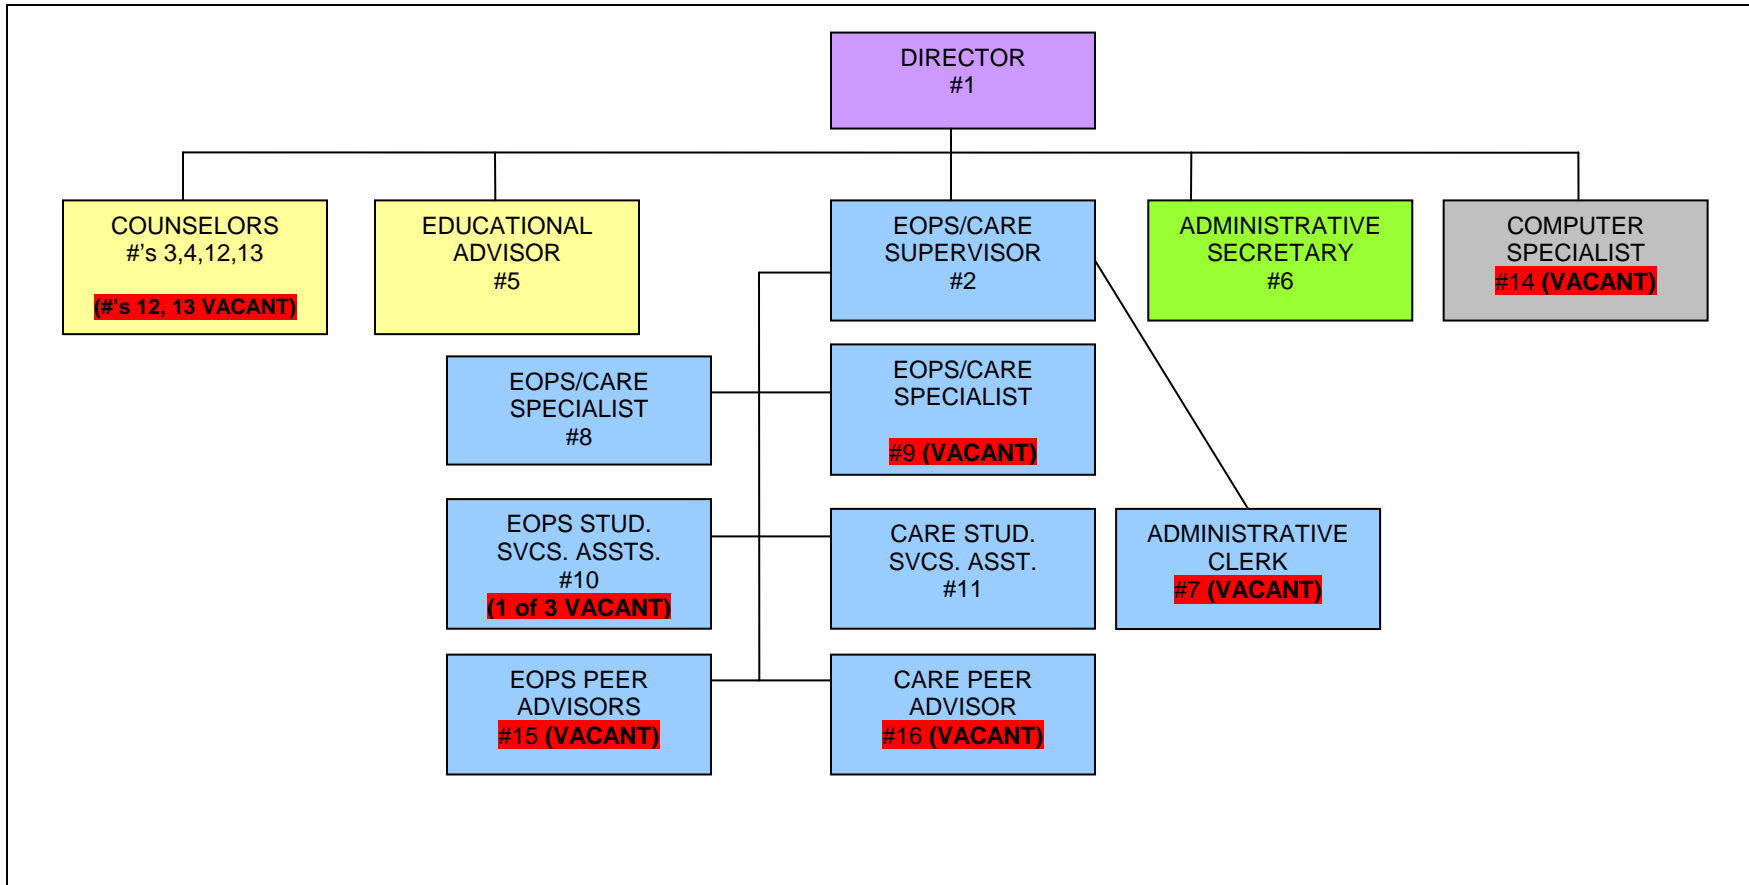 DIRECTOR
#1
COUNSELORS
#'s 3,4,12,13
(#'s 12, 13 VACANT)
EDUCATIONAL
ADVISOR
#5
EOPS/CARE
SUPERVISOR
#2
ADMINISTRATIVE
SECRETARY
#6
COMPUTER
SPECIALIST
#14 (VACANT)
EOPS/CARE
SPECIALIST
#8
EOPS/CARE
SPECIALIST
#9 (VACANT)
EOPS STUD.
SVCS. ASSTS.
#10
(1 of 3 VACANT)
CARE STUD.
SVCS. ASST.
#11
ADMINISTRATIVE
CLERK
#7 (VACANT)
EOPS PEER
ADVISORS
#15 (VACANT)
CARE PEER
ADVISOR
#16 (VACANT)